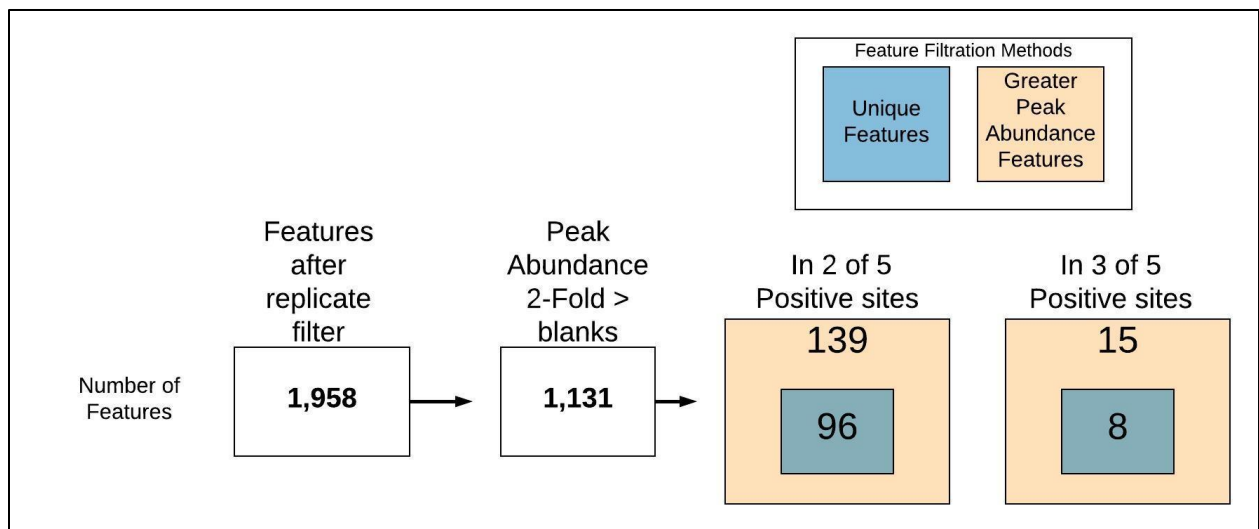 Feature Filtration Methods
Unique
Features
Greater
Peak
Abundance
Features
Features
after
replicate
filter
Peak
Abundance
2-Fold >
blanks
In 2 of 5
Positive sites
In 3 of 5
Positive sites
Number of
Features
1,958
1,131
139
96
15
8